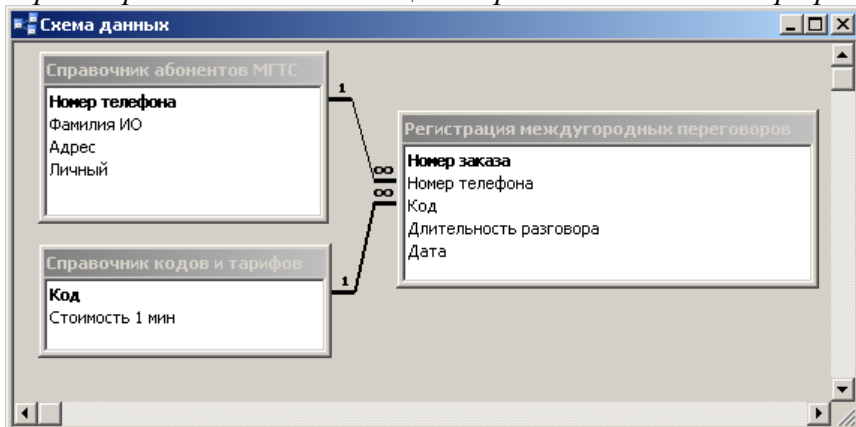 Схема данных
Справочник абонентов МГТС
Номер телефона
Фамилия ИО
Адрес
Личный
1
∞
∞
1
Регистрация междугородных переговоров
Номер заказа
Номер телефона
Код
Длительность разговора
Дата
Справочник кодов и тарифов
Код
Стоимость 1 мин